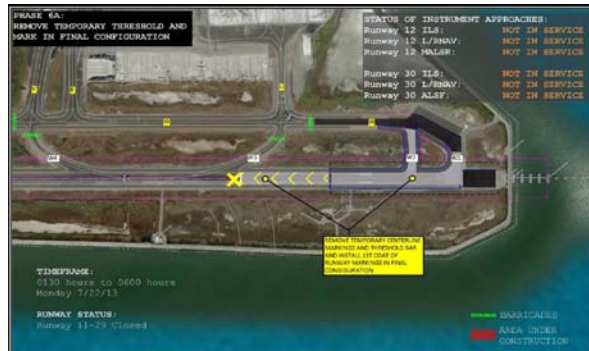 PHASE 6A:
REMOVE TEMPORARY THRESHOLD AND
MARK IN FINAL CONFIGURATION
STATUS OF INSTRUMENT APPROACHES:
Runway 12 ILS: NOT IN SERVICE
Runway 12 L/RNAV: NOT IN SERVICE
Runway 12 MALSR: NOT IN SERVICE
Runway 30 ILS: NOT IN SERVICE
Runway 30 L/RNAV: NOT IN SERVICE
Runway 30 ALSF: NOT IN SERVICE
REMOVE TEMPORARY CENTERLINE
MARKINGS AND THRESHOLD BAR
AND INSTALL 1ST COAT OF
RUNWAY MARKINGS IN FINAL
CONFIGURATION
TIMEFRAME:
0130 hours to 0600 hours
Monday 7/22/13
RUNWAY STATUS:
Runway 11-29 Closed
BARRICADES
AREA UNDER
CONSTRUCTION